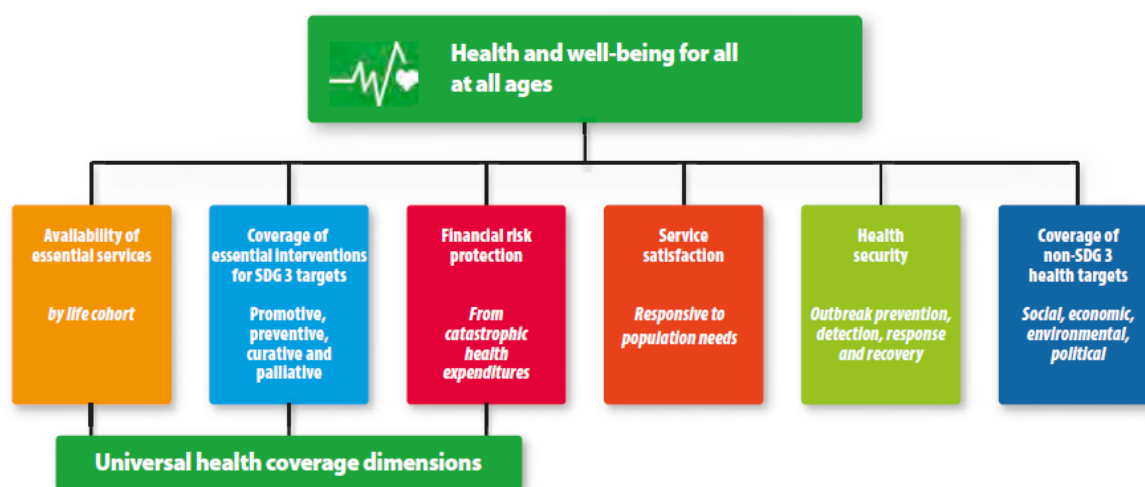 Health and well-being for all
at all ages
Availability of
essential services
by life cohort
Coverage of
essential interventions
for SDG 3 targets
Promotive,
preventive,
curative and
palliative
Financial risk
protection
From
catastrophic
health
expenditures
Service
satisfaction
Responsive to
population needs
Health
security
Outbreak prevention,
detection, response
and recovery
Coverage of
non-SDG 3
health targets
Social, economic,
environmental,
political
Universal health coverage dimensions